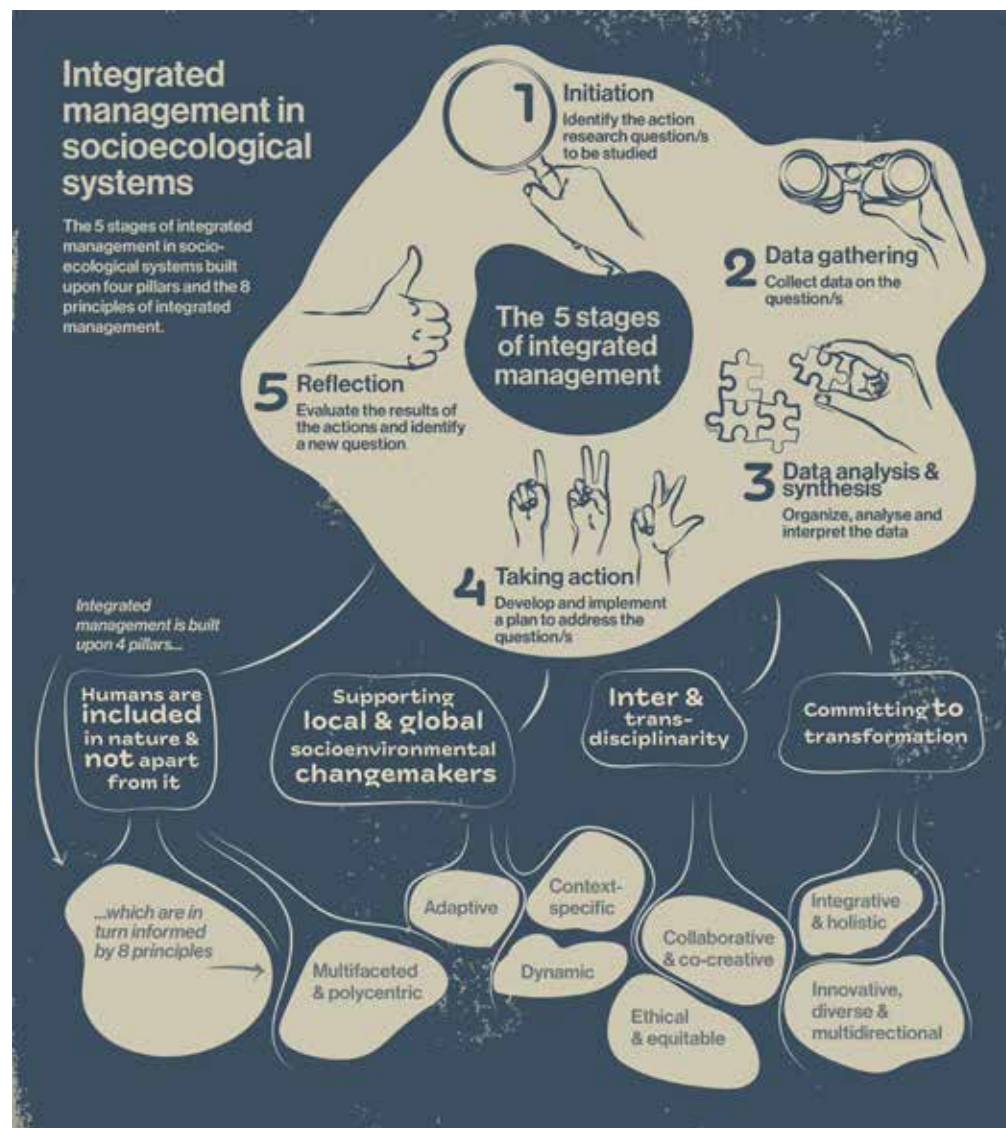 Integrated
management in
socioecological
systems
The 5 stages of integrated
management in socio-
ecological systems built
upon four pillars and the 8
principles of integrated
management.
1 Initiation
Identify the action
research question/s
to be studied
2 Data gathering
Collect data on the
question/s
The 5 stages
of integrated
management
3 Data analysis &
synthesis
Organize, analyse and
interpret the data
4 Taking action
Develop and implement
a plan to address the
question/s
5 Reflection
Evaluate the results of
the actions and identify
a new question
Integrated
management is built
upon 4 pillars...
Humans are
included
in nature &
not apart
from it
Supporting
local & global
socioenvironmental
changemakers
Inter &
trans-
disciplinarity
Committing to
transformation
...which are in
turn informed
by 8 principles
Multifaceted
& polycentric
Adaptive
Context-
specific
Dynamic
Collaborative
& co-creative
Ethical
& equitable
Integrative
& holistic
Innovative,
diverse &
multidirectional